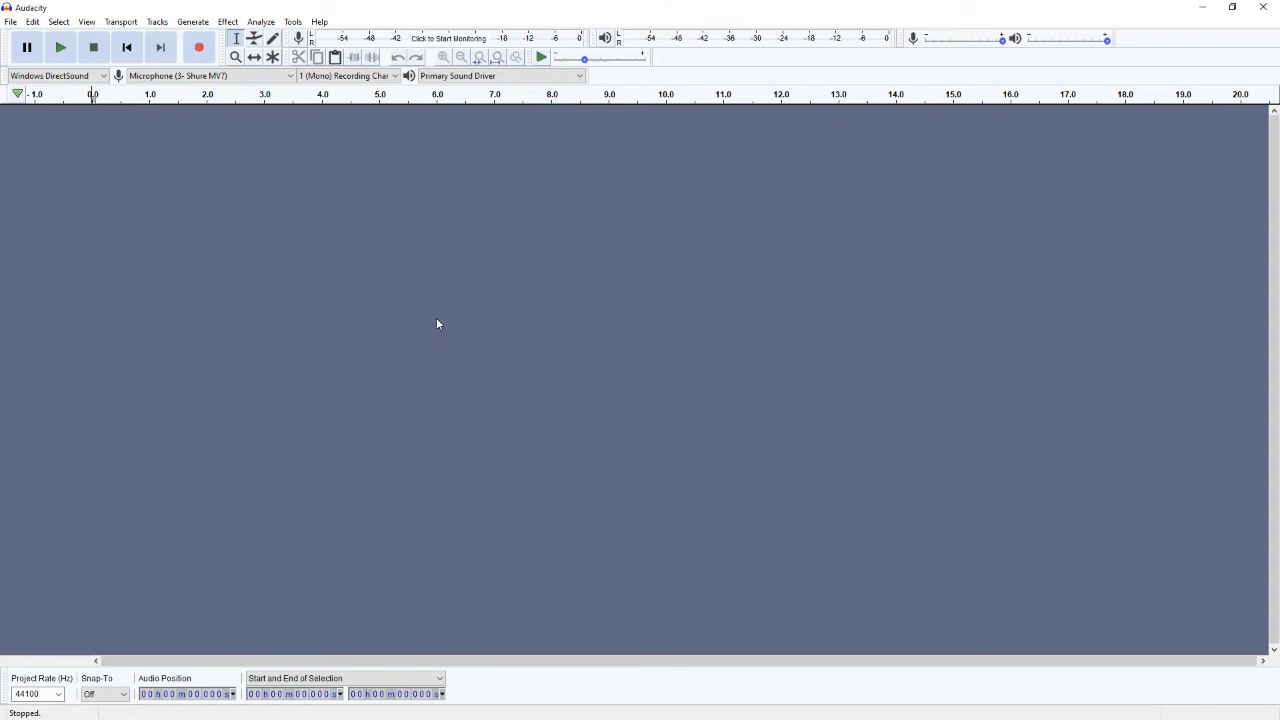 Audacity
File Edit Select View Transport Tracks Generate Effect Analyze Tools Help
L R -54 -48 -42 Click to Start Monitoring -18 -12 -6 0 L R -54 -48 -42 -36 -30 -24 -18 -12 -6 0 - + - +
- +
Windows DirectSound Microphone (3- Shure MV7) 1 (Mono) Recording Char Primary Sound Driver
-1.0 0.0 1.0 2.0 3.0 4.0 5.0 6.0 7.0 8.0 9.0 10.0 11.0 12.0 13.0 14.0 15.0 16.0 17.0 18.0 19.0 20.0
Project Rate (Hz) Snap-To Audio Position Start and End of Selection
44100 Off 00 h 00 m 00.000 s 00 h 00 m 00.000 s 00 h 00 m 00.000 s
Stopped.